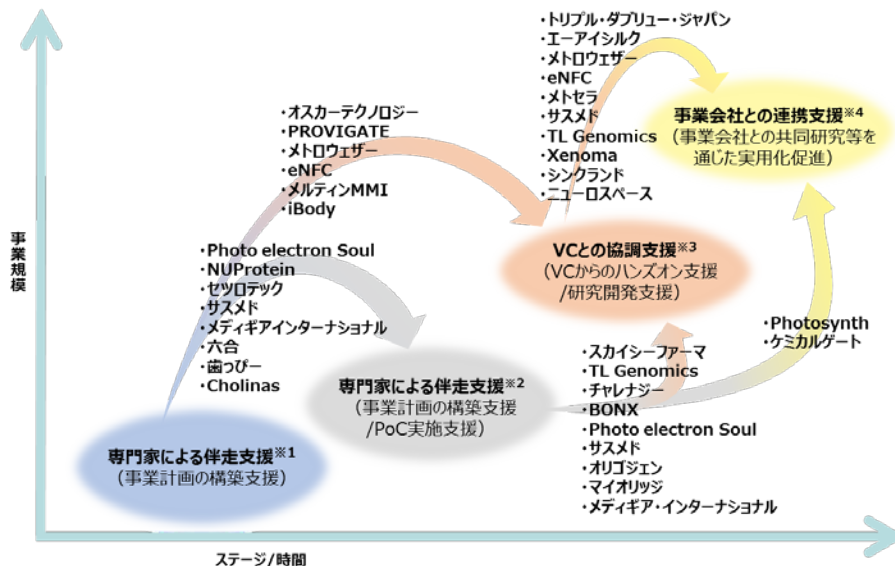 ・トリプル・ダブリュー・ジャパン
・エーアイシルク
・メトロウェザー
・eNFC
・メトセラ
・サスメド
・TL Genomics
・Xenoma
・シンクランド
・ニューロスペース
事業会社との連携支援※4
（事業会社との共同研究等を
通じた実用化促進）
・オスカーテクノロジー
・PROVIGATE
・メトロウェザー
・eNFC
・メルティンMMI
・iBody
事業規模
・Photo electron Soul
・NUProtein
・セツロテック
・サスメド
・メディギアインターナショナル
・六合
・歯っぴー
・Cholinas
VCとの協調支援※3
（VCからのハンズオン支援
/研究開発支援）
・Photosynth
・ケミカルゲート
専門家による伴走支援※2
（事業計画の構築支援
/PoC実施支援）
・スカイシーファーマ
・TL Genomics
・チャレナジー
・BONX
・Photo electron Soul
・サスメド
・オリゴジェン
・マイオリッジ
・メディギア・インターナショナル
専門家による伴走支援※1
（事業計画の構築支援）
ステージ/時間